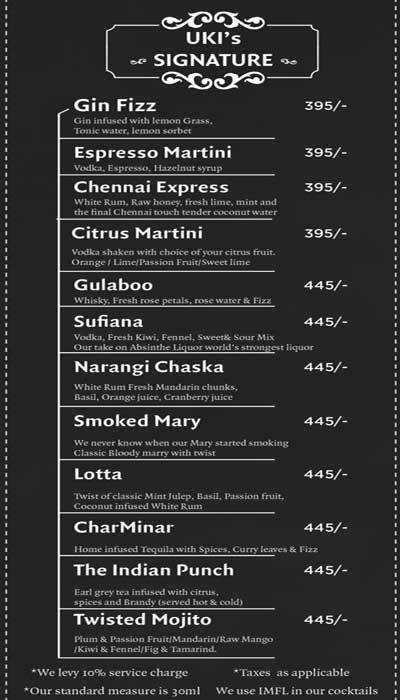 UKI's
SIGNATURE
Gin Fizz 395/-
Gin infused with lemon Grass,
Tonic water, lemon sorbet
Espresso Martini 395/-
Vodka, Espresso, Hazelnut syrup
Chennai Express 395/-
White Rum, Raw honey, fresh lime, mint and
the final Chennai touch tender coconut water
Citrus Martini 395/-
Vodka shaken with choice of your citrus fruit.
Orange / Lime/Passion Fruit/Sweet lime
Gulaboo 445/-
Whisky, Fresh rose petals, rose water & Fizz
Sufiana 445/-
Vodka, Fresh Kiwi, Fennel, Sweet& Sour Mix
Our take on Absinthe Liquor world's strongest liquor
Narangi Chaska 445/-
White Rum Fresh Mandarin chunks,
Basil, Orange juice, Cranberry juice
Smoked Mary 445/-
We never know when our Mary started smoking
Classic Bloody marry with twist
Lotta 445/-
Twist of classic Mint Julep, Basil, Passion fruit,
Coconut infused White Rum
CharMinar 445/-
Home infused Tequila with Spices, Curry leaves & Fizz
The Indian Punch 445/-
Earl grey tea infused with citrus,
spices and Brandy (served hot & cold)
Twisted Mojito 445/-
Plum & Passion Fruit/Mandarin/Raw Mango
/Kiwi & Fennel/Fig & Tamarind.
*We levy 10% service charge *Taxes as applicable
*Our standard measure is 30ml We use IMFL in our cocktails